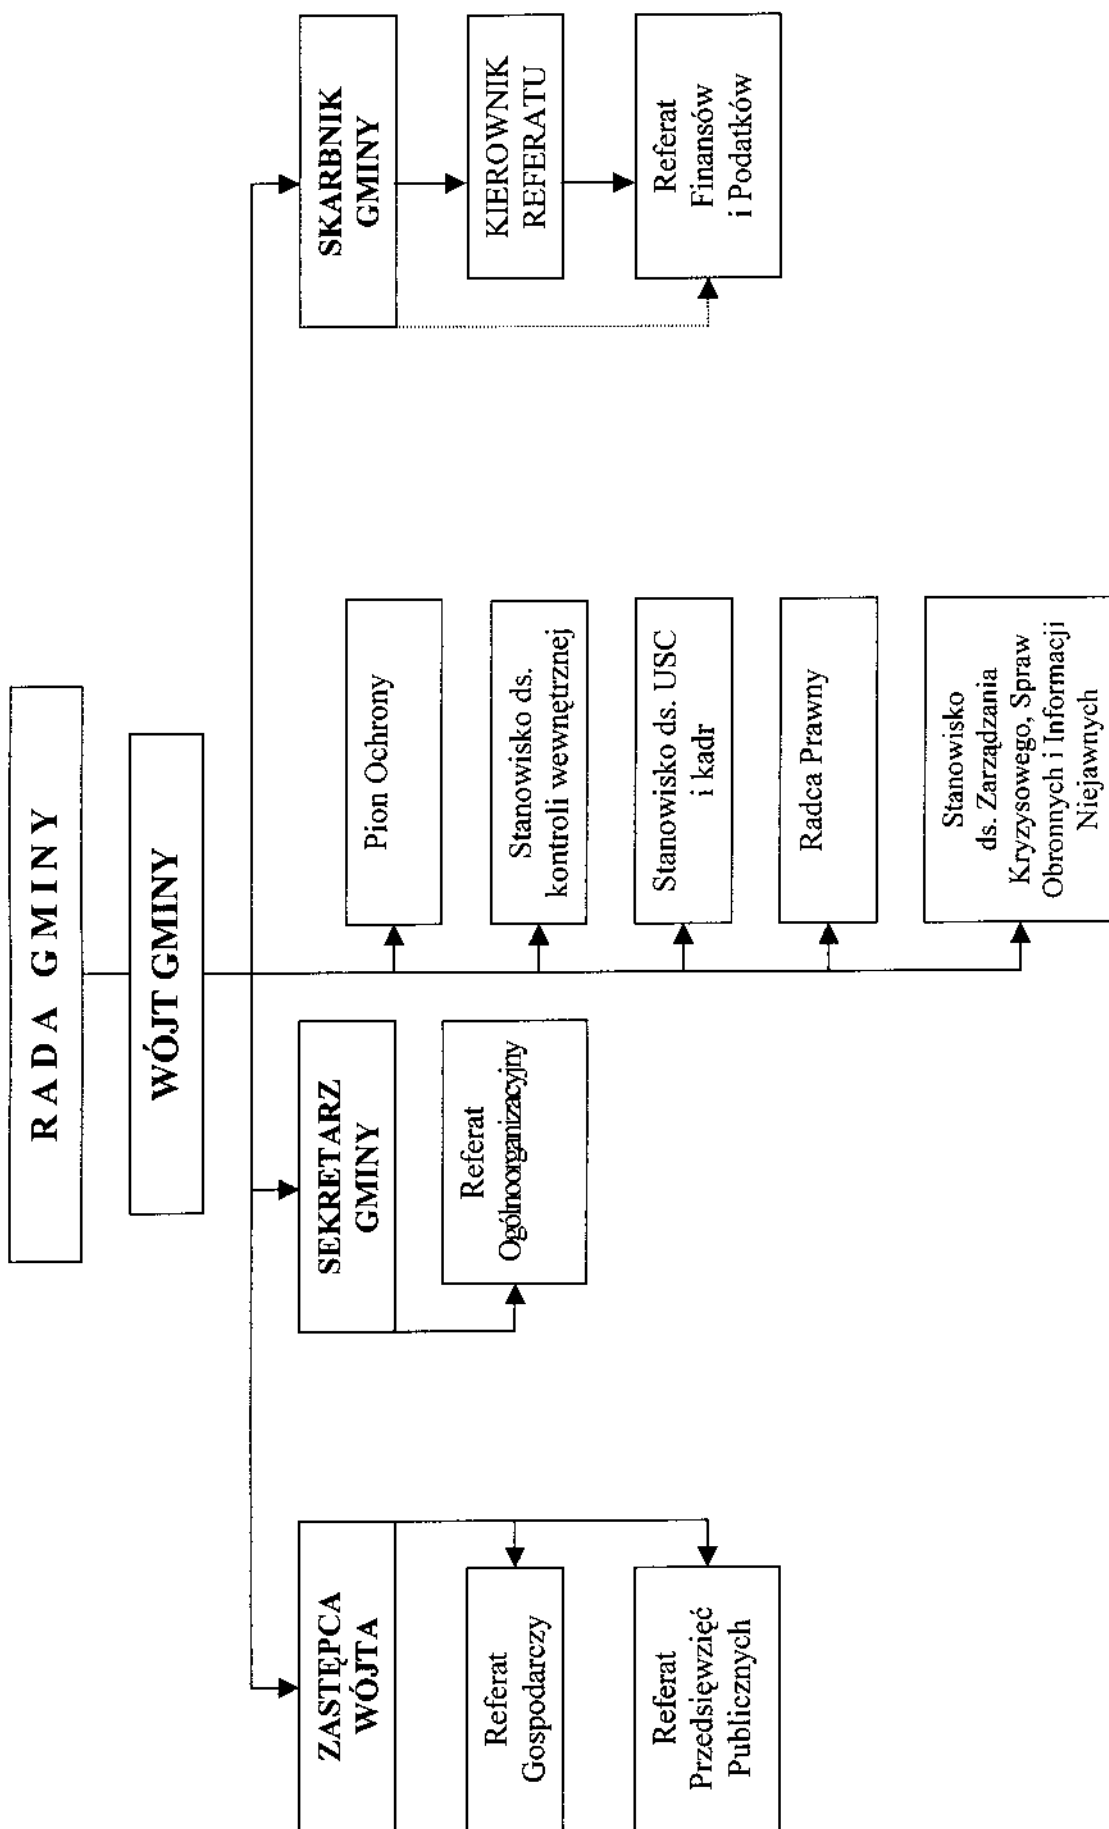 RADA GMINY
WÓJT GMINY
ZASTĘPCA
WÓJTA
SEKRETARZ
GMINY
SKARBNIK
GMINY
Referat
Gospodarczy
Referat
Przedsięwzięć
Publicznych
Referat
Ogólnoorganizacyjny
Pion Ochrony
Stanowisko ds.
kontroli wewnętrznej
Stanowisko ds. USC
i kadr
Radca Prawny
Stanowisko
ds. Zarządzania
Kryzysowego, Spraw
Obronnych i Informacji
Niejawnych
KIEROWNIK
REFERATU
Referat
Finansów
i Podatków